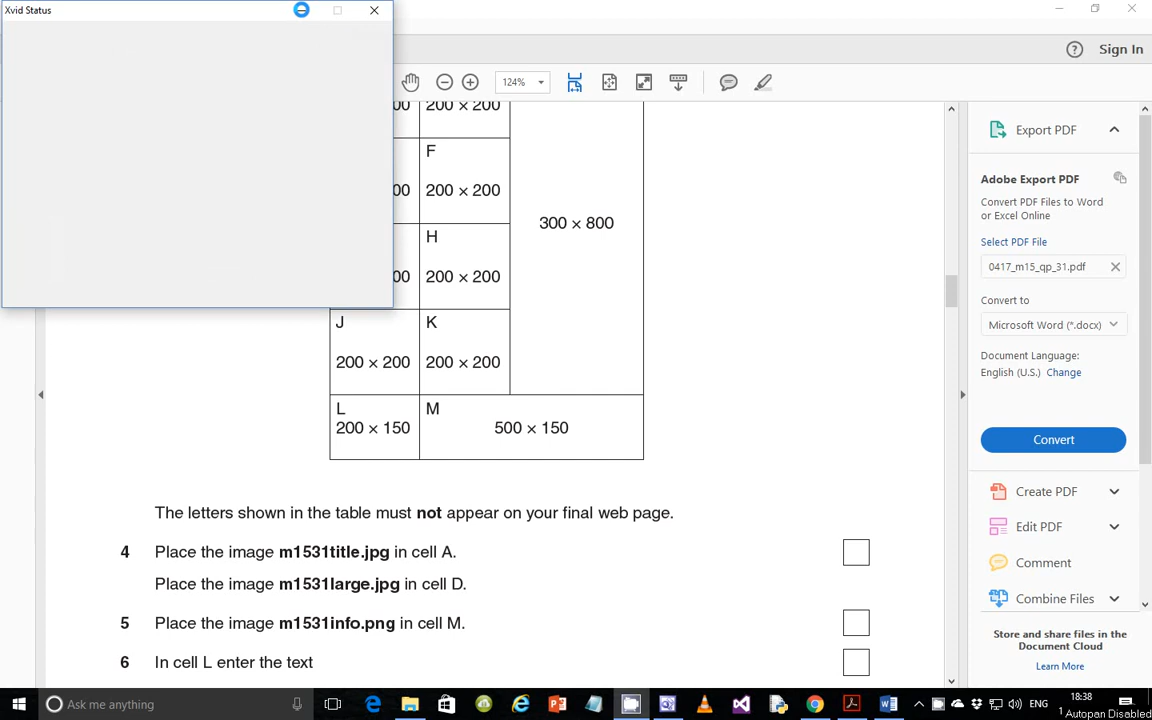 Xvid Status
Sign In
124%
00
200 × 200
F
00
200 × 200
H
00
200 × 200
300 × 800
J
K
200 × 200
200 × 200
L
M
200 × 150
500 × 150
The letters shown in the table must not appear on your final web page.
4 Place the image m1531title.jpg in cell A.
Place the image m1531large.jpg in cell D.
5 Place the image m1531info.png in cell M.
6 In cell L enter the text
Export PDF
Adobe Export PDF
Convert PDF Files to Word
or Excel Online
Select PDF File
0417_m15_qp_31.pdf
Convert to
Microsoft Word (*.docx)
Document Language:
English (U.S.) Change
Convert
Create PDF
Edit PDF
Comment
Combine Files
Store and share files in the
Document Cloud
Learn More
Ask me anything
ENG
18:38
Autopan Disabled